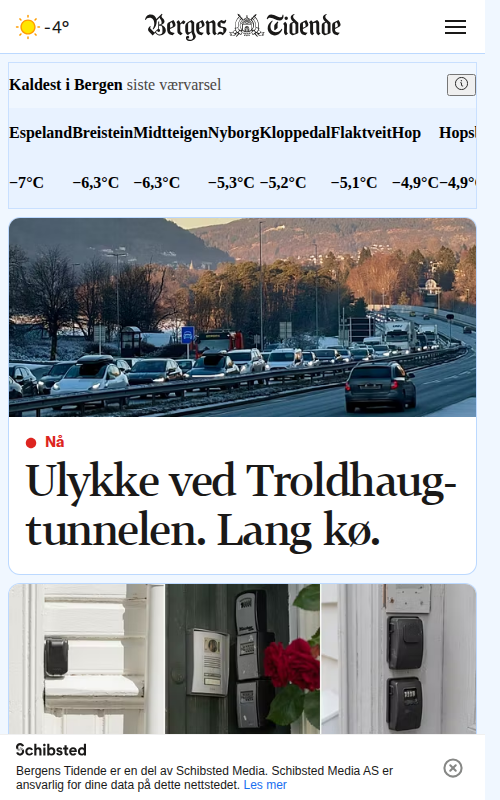 -4°
Bergens Tidende
Kaldest i Bergen siste værvarsel
Espeland Breistein Midtteigen Nyborg Kloppedal Flaktveit Hop
−7°C −6,3°C −6,3°C −5,3°C −5,2°C −5,1°C −4,9°C −4,9°
Nå
Ulykke ved Troldhaug-
tunnelen. Lang kø.
Schibsted
Bergens Tidende er en del av Schibsted Media. Schibsted Media AS er
ansvarlig for dine data på dette nettstedet. Les mer